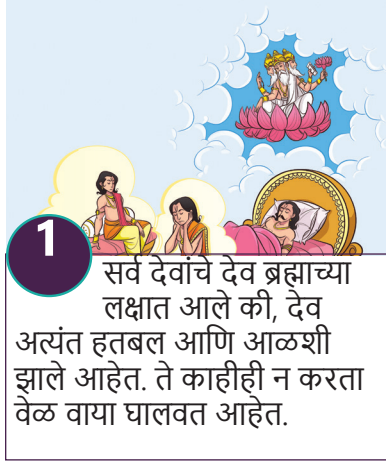 1
सर्व देवांचे देव ब्रह्माच्या
लक्षात आले की, देव
अत्यंत हतबल आणि आळशी
झाले आहेत. ते काहीही न करता
वेळ वाया घालवत आहेत.